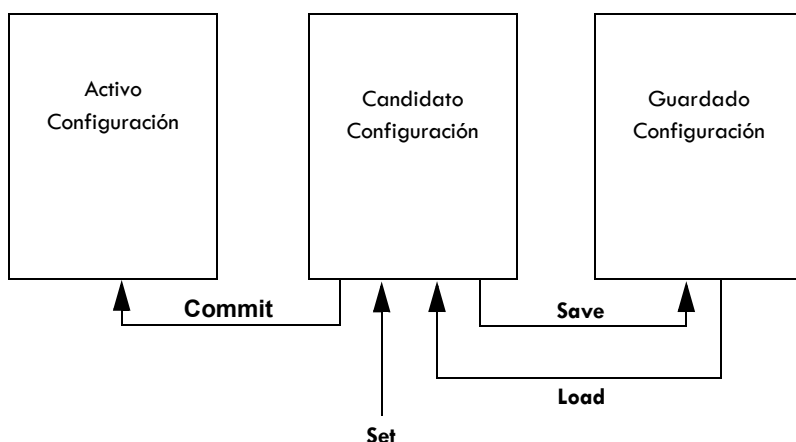 Activo
Configuración
Candidato
Configuración
Guardado
Configuración
Commit
Save
Load
Set